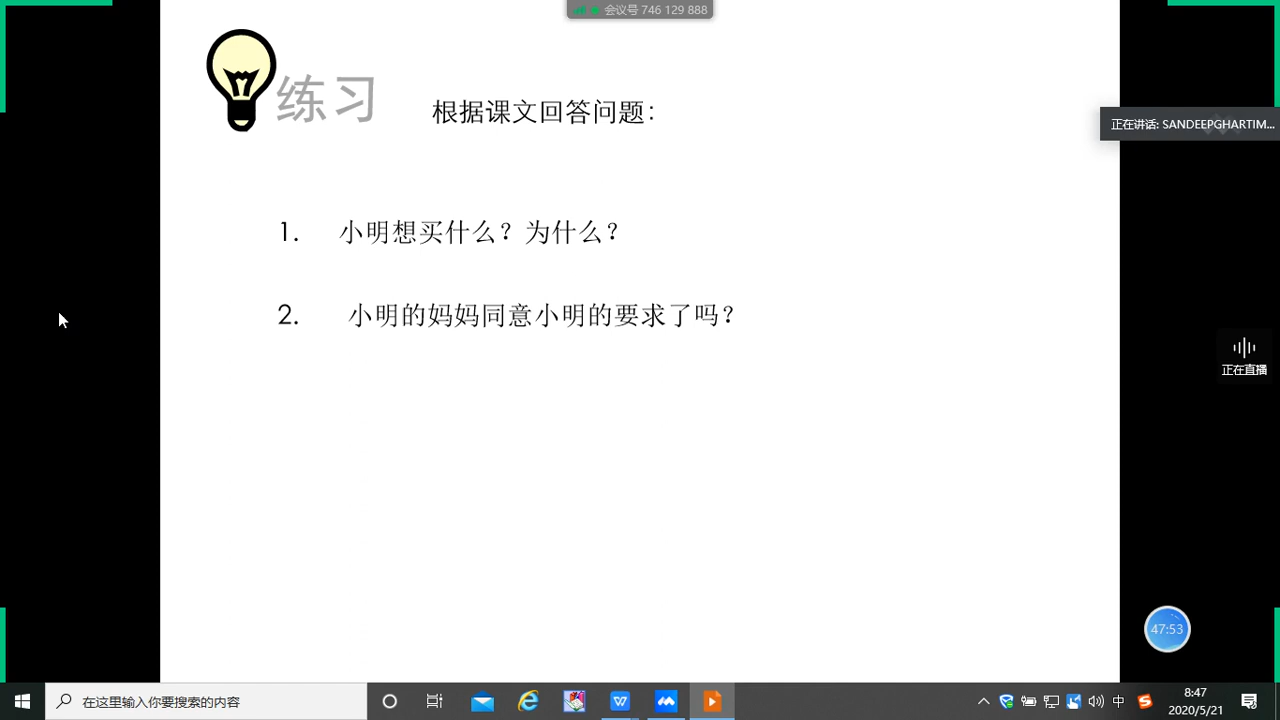 会议号 746 129 888
练习
根据课文回答问题：
正在讲话: SANDEEPGHARTIM...
1. 小明想买什么？为什么？
2. 小明的妈妈同意小明的要求了吗？
正在直播
47:53
在这里输入你要搜索的内容
中
8:47
2020/5/21